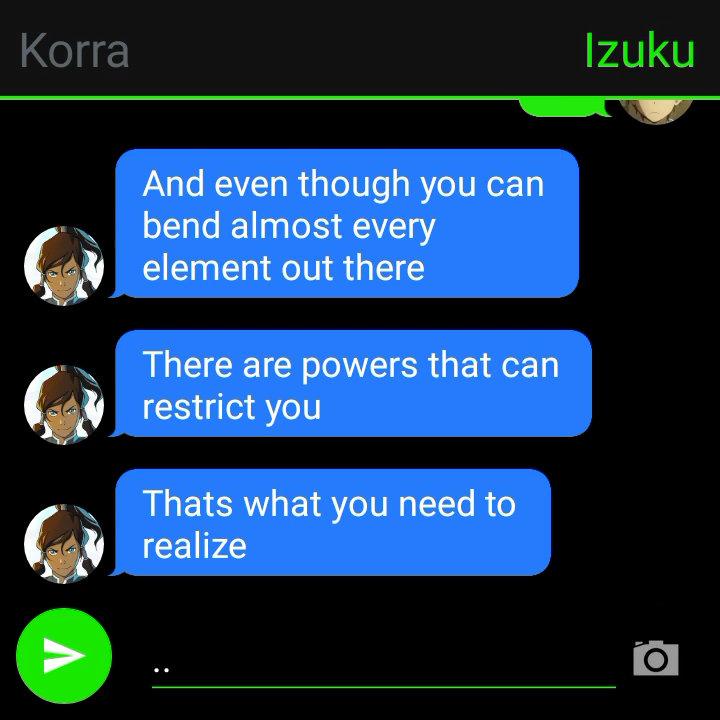 Korra
Izuku
And even though you can
bend almost every
element out there
There are powers that can
restrict you
Thats what you need to
realize
..